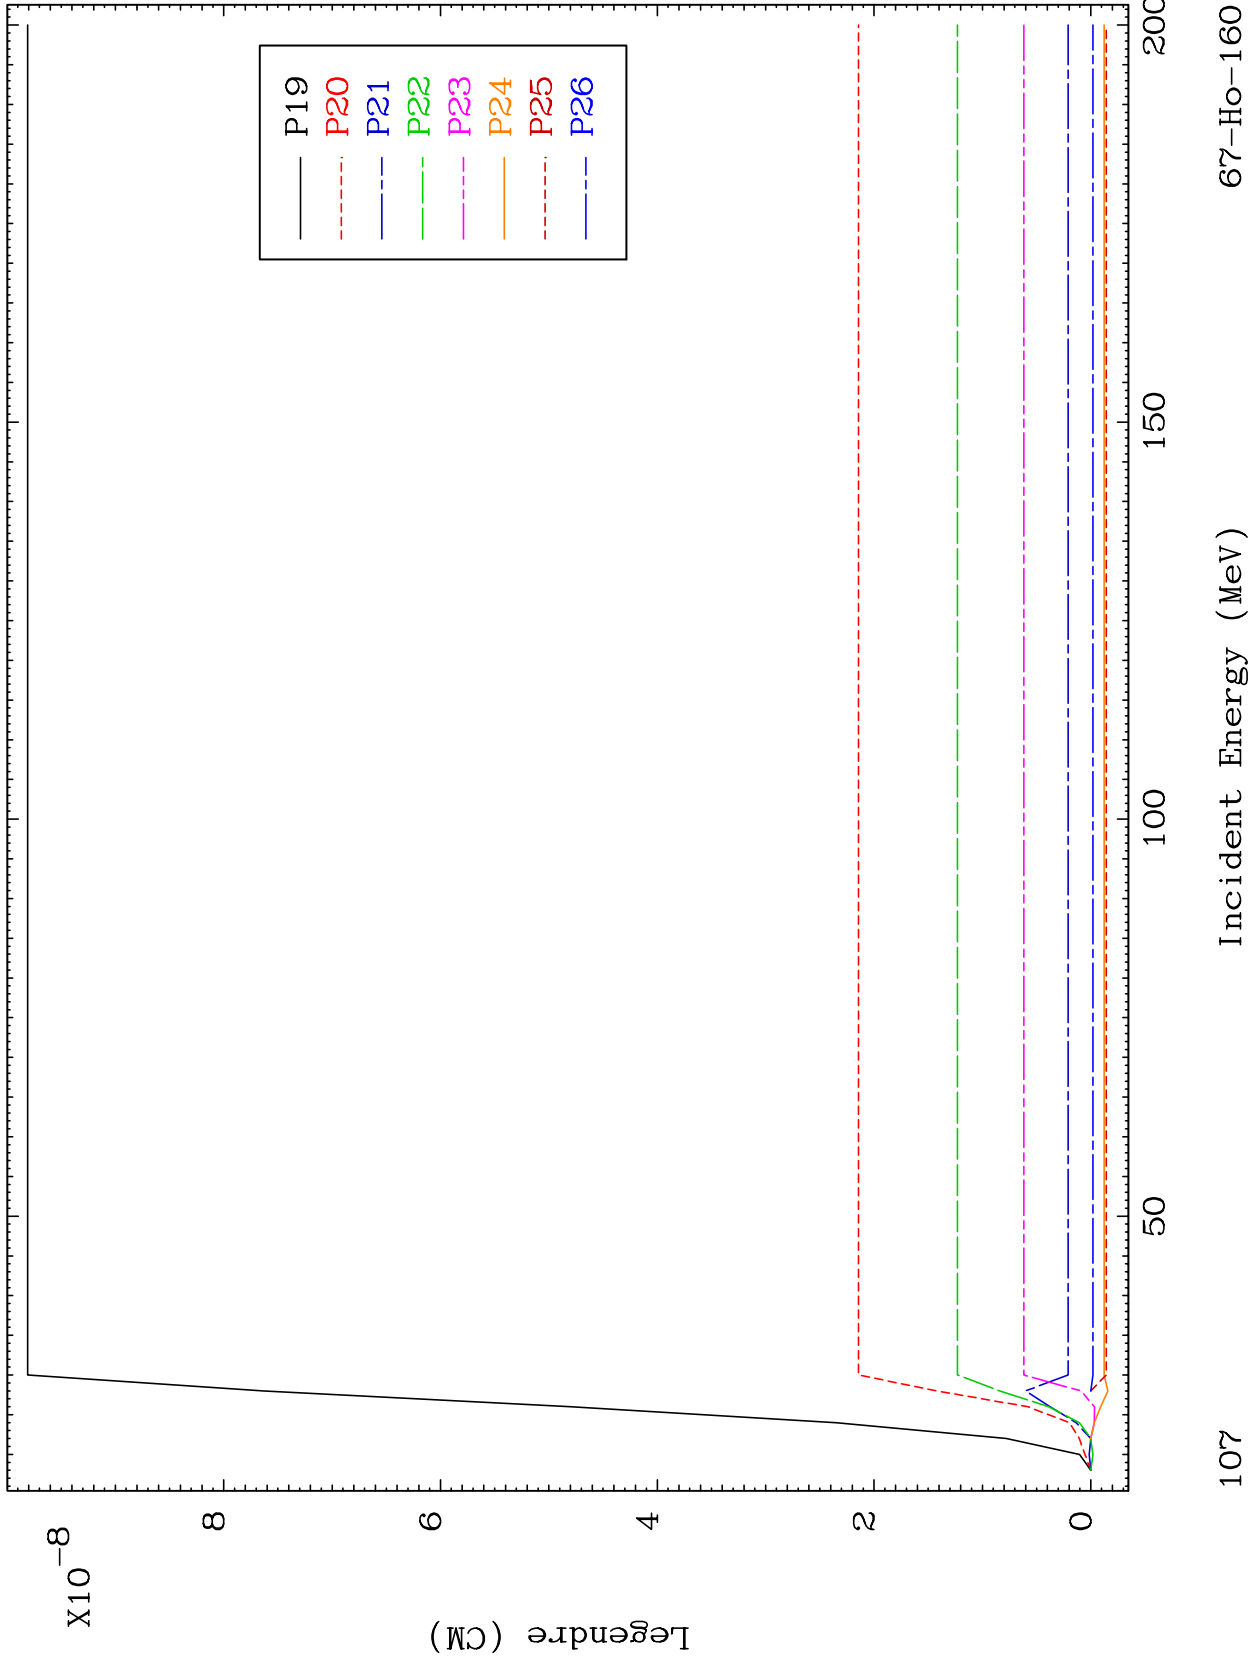 X10-8
8
6
4
2
0
Legendre (CM)
P19
P20
P21
P22
P23
P24
P25
P26
50
100
150
200
Incident Energy (MeV)
107
67-Ho-160